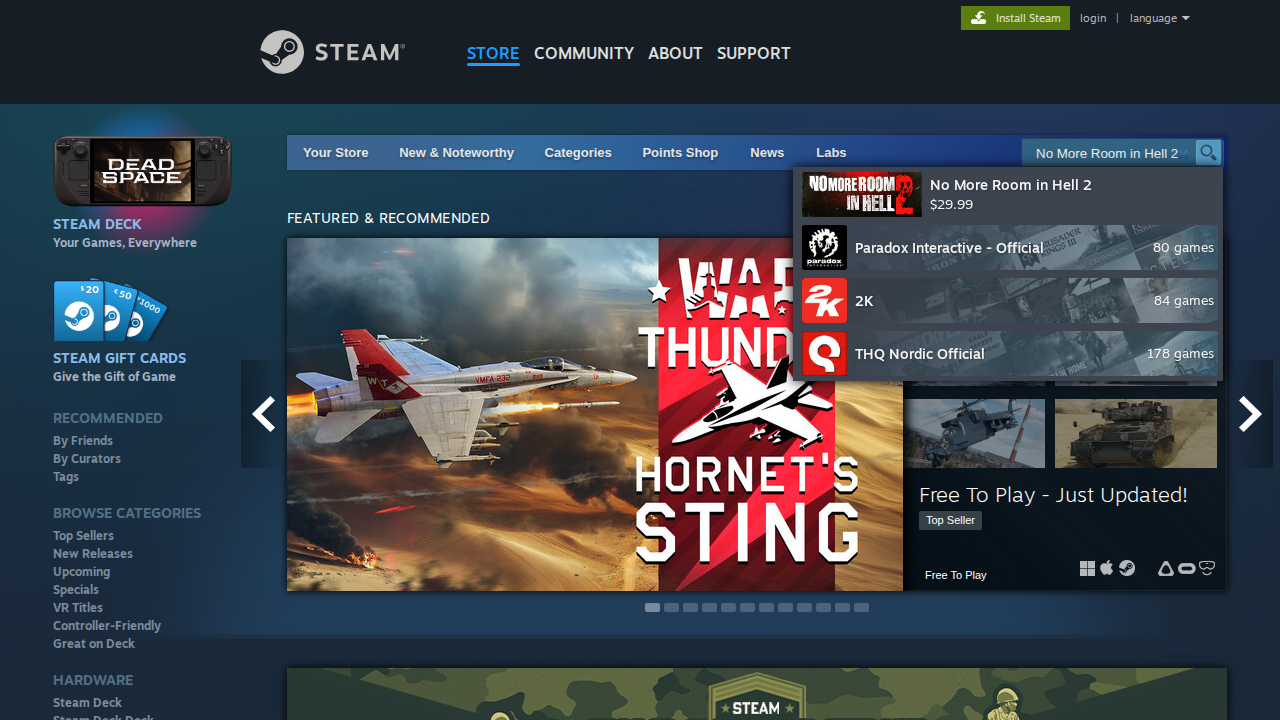 Install Steam
login | language
STEAM®
STORE COMMUNITY ABOUT SUPPORT
DEAD SPACE
STEAM DECK
Your Games, Everywhere
$20
€50
¢1000
STEAM GIFT CARDS
Give the Gift of Game
RECOMMENDED
By Friends
By Curators
Tags
BROWSE CATEGORIES
Top Sellers
New Releases
Upcoming
Specials
VR Titles
Controller-Friendly
Great on Deck
HARDWARE
Steam Deck
Steam Deck Dock
Your Store New & Noteworthy Categories Points Shop News Labs
No More Room in Hell 2
NO MORE ROOM
IN HELL 2
No More Room in Hell 2
$29.99
paradox
INTERACTIVE
Paradox Interactive - Official
80 games
2K
2K
84 games
THQ Nordic Official
178 games
FEATURED & RECOMMENDED
VMFA-232
WT
WAR
THUND
HORNET'S
STING
Free To Play - Just Updated!
Top Seller
Free To Play
STEAM